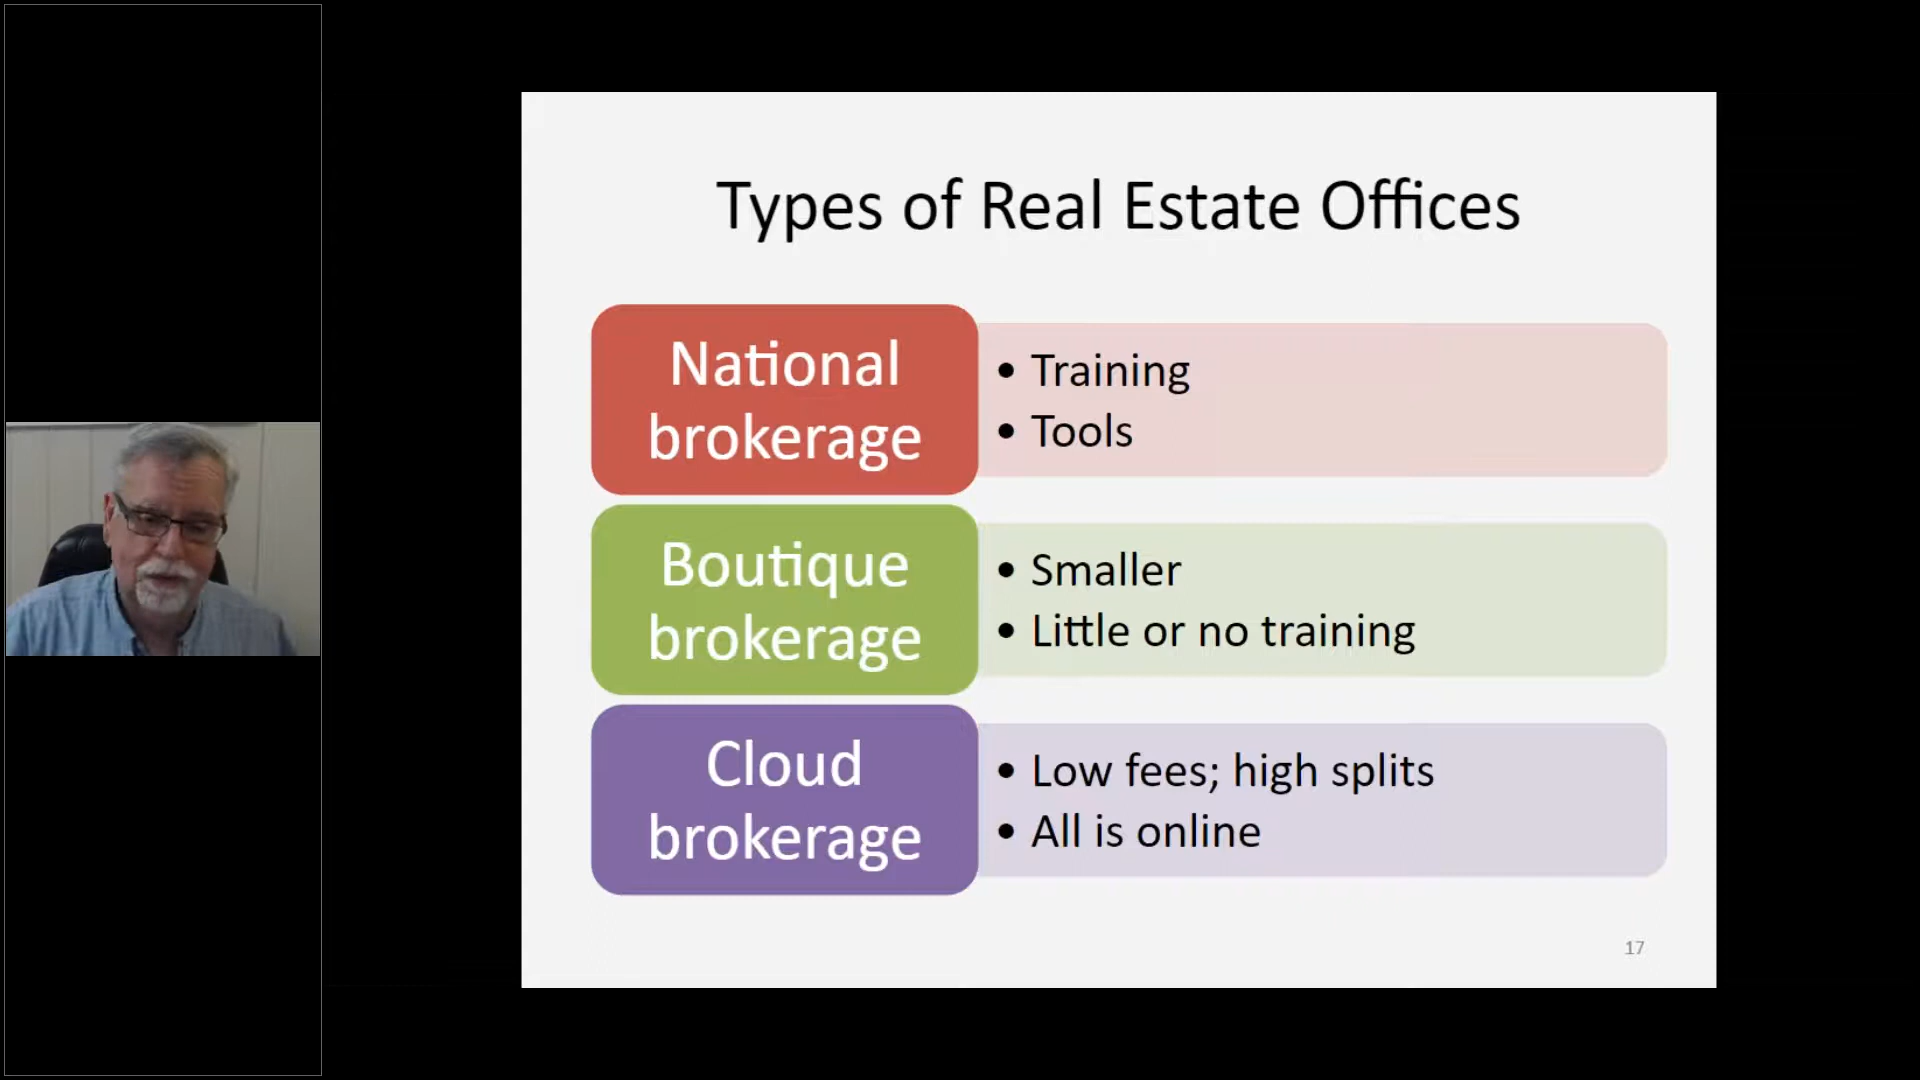 Types of Real Estate Offices
National
brokerage
• Training
• Tools
Boutique
brokerage
• Smaller
• Little or no training
Cloud
brokerage
• Low fees; high splits
• All is online
17